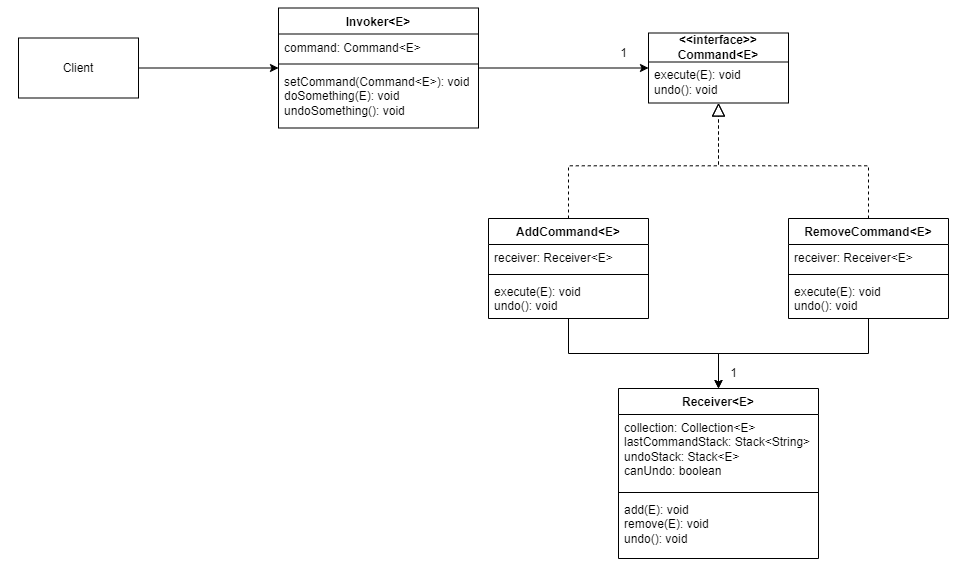 Client
Invoker<E>
command: Command<E>
setCommand(Command<E>): void
doSomething(E): void
undoSomething(): void
1
<<interface>>
Command<E>
execute(E): void
undo(): void
AddCommand<E>
receiver: Receiver<E>
execute(E): void
undo(): void
RemoveCommand<E>
receiver: Receiver<E>
execute(E): void
undo(): void
1
Receiver<E>
collection: Collection<E>
lastCommandStack: Stack<String>
undoStack: Stack<E>
canUndo: boolean
add(E): void
remove(E): void
undo(): void